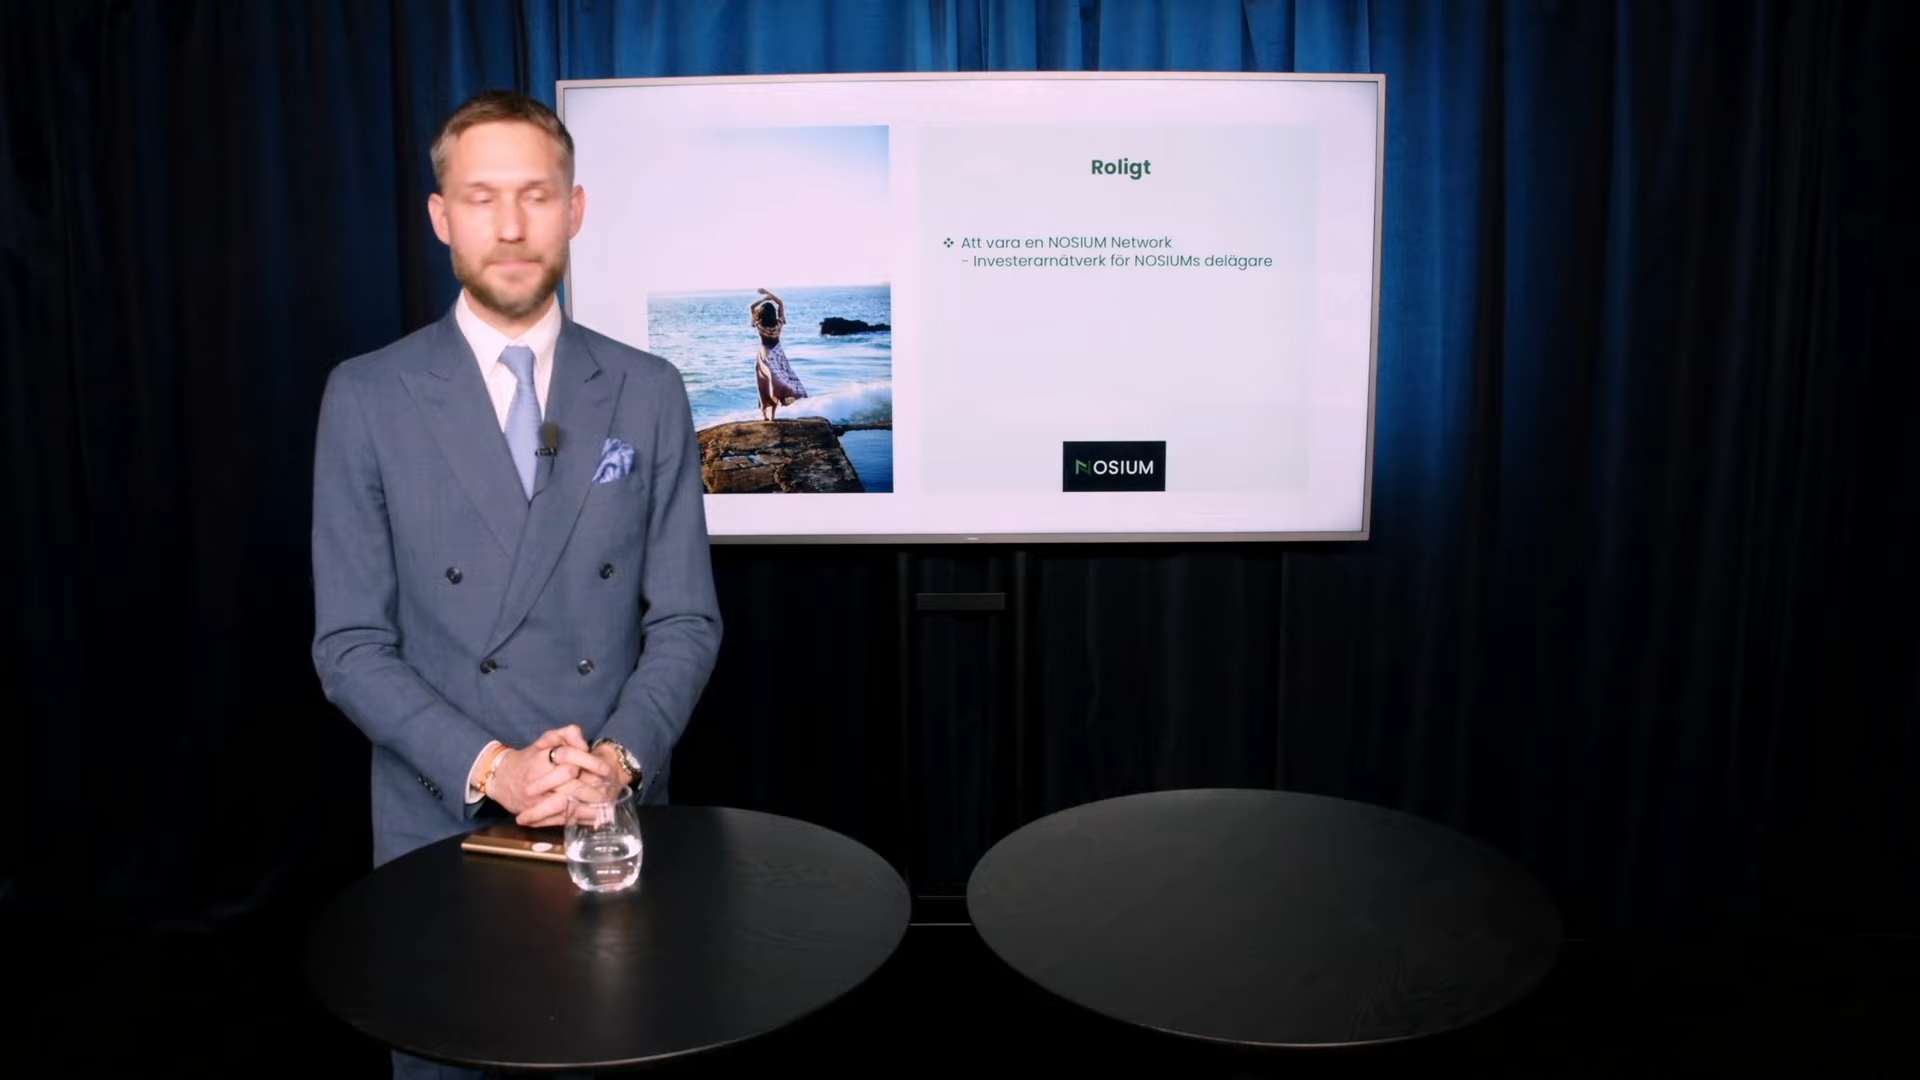 Roligt
❖ Att vara en NOSIUM Network
- Investerarnätverk för NOSIUMs delägare
NOSIUM